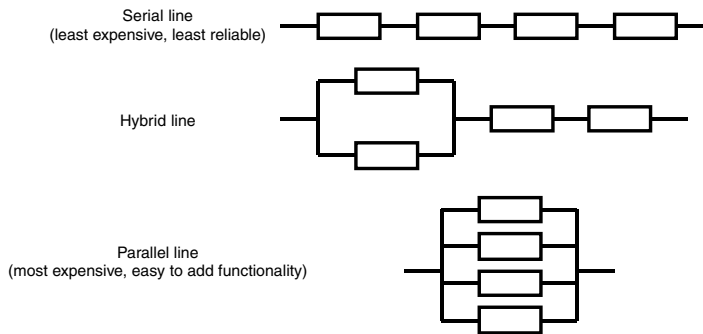 Serial line
(least expensive, least reliable)
Hybrid line
Parallel line
(most expensive, easy to add functionality)